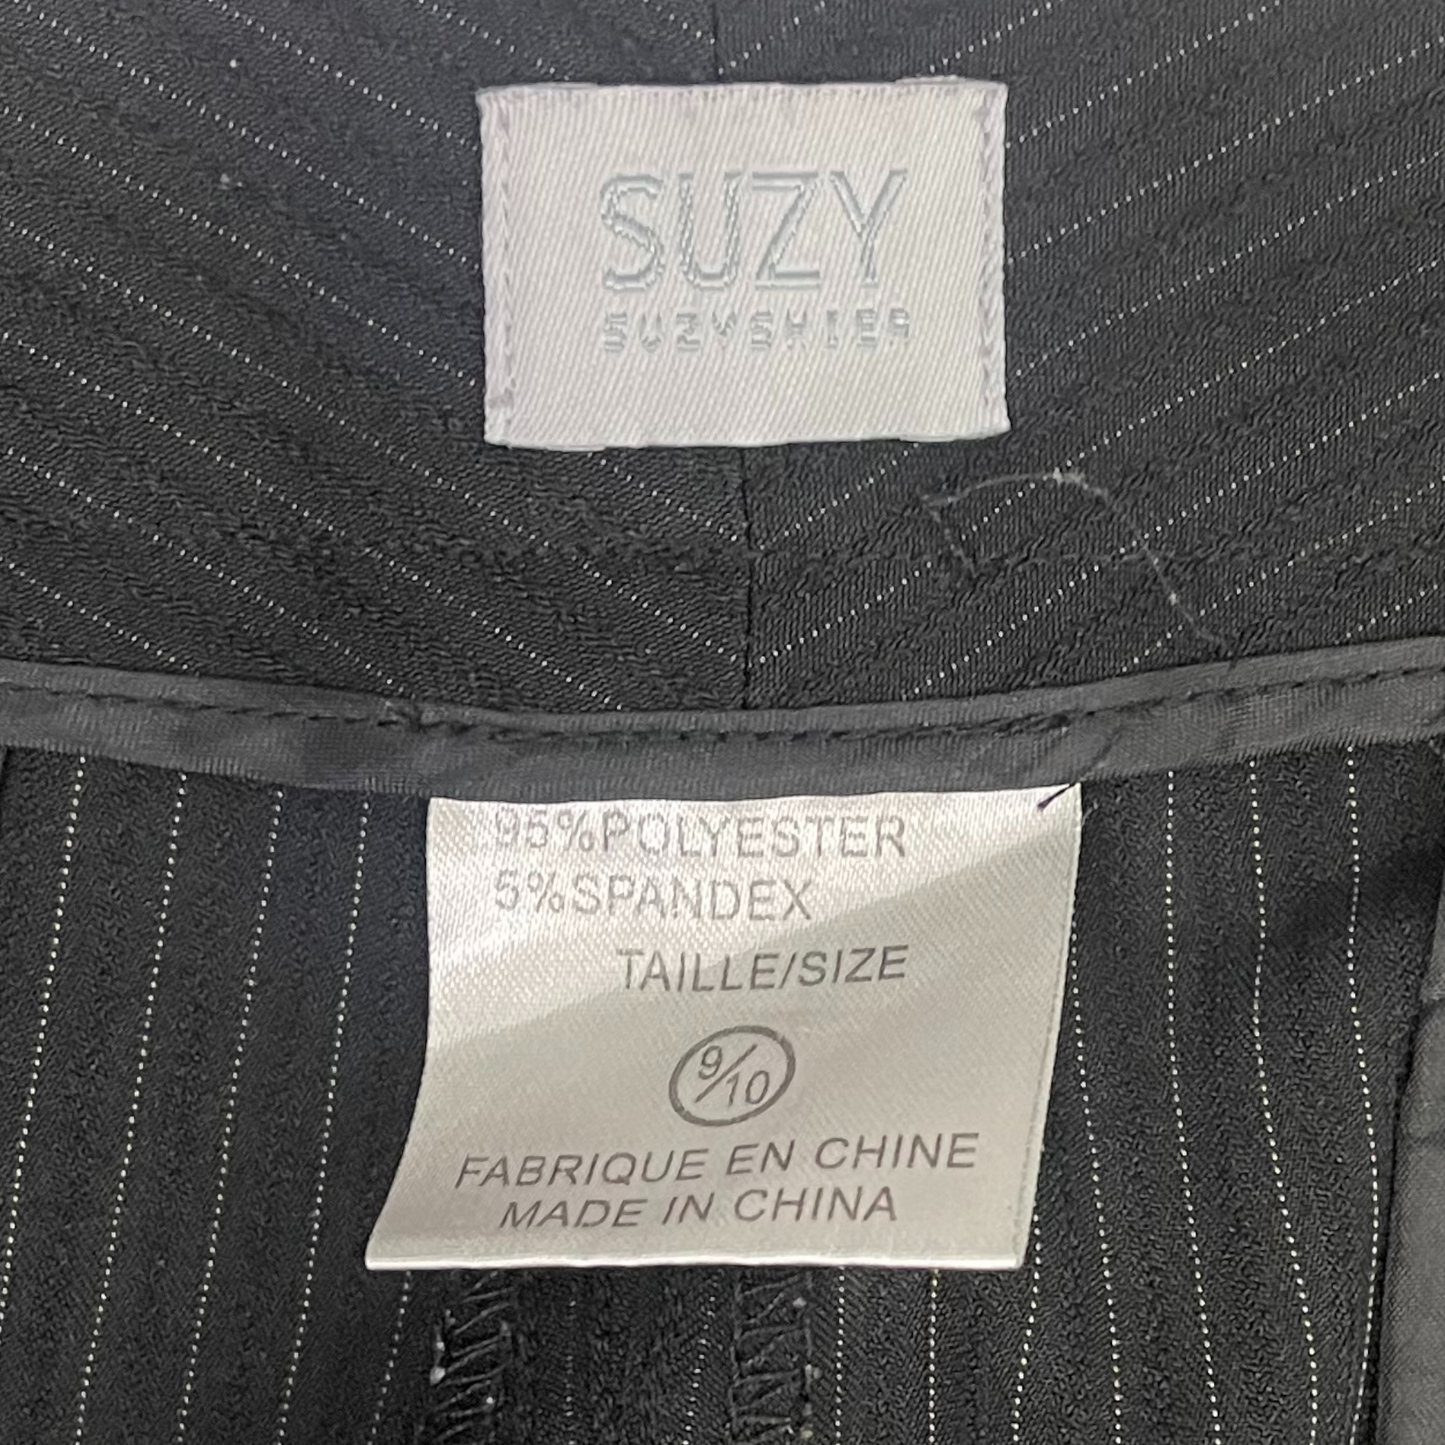 SUZY
SUZYSHIER
95%POLYESTER
5%SPANDEX
TAILLE/SIZE
9/10
FABRIQUE EN CHINE
MADE IN CHINA